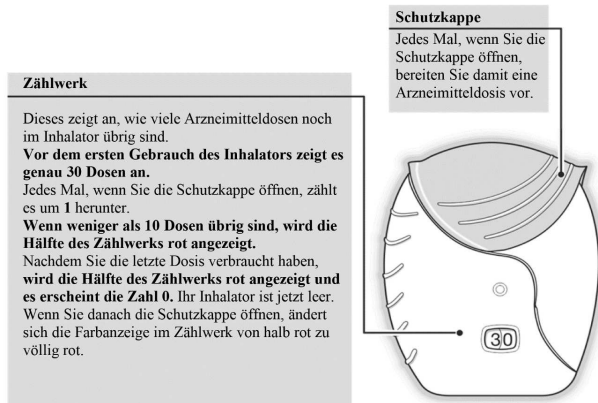 Schutzkappe
Jedes Mal, wenn Sie die
Schutzkappe öffnen,
bereiten Sie damit eine
Arzneimitteldosis vor.
Zählwerk
Dieses zeigt an, wie viele Arzneimitteldosen noch
im Inhalator übrig sind.
Vor dem ersten Gebrauch des Inhalators zeigt es
genau 30 Dosen an.
Jedes Mal, wenn Sie die Schutzkappe öffnen, zählt
es um 1 herunter.
Wenn weniger als 10 Dosen übrig sind, wird die
Hälfte des Zählwerks rot angezeigt.
Nachdem Sie die letzte Dosis verbraucht haben,
wird die Hälfte des Zählwerks rot angezeigt und
es erscheint die Zahl 0. Ihr Inhalator ist jetzt leer.
Wenn Sie danach die Schutzkappe öffnen, ändert
sich die Farbanzeige im Zählwerk von halb rot zu
völlig rot.
30